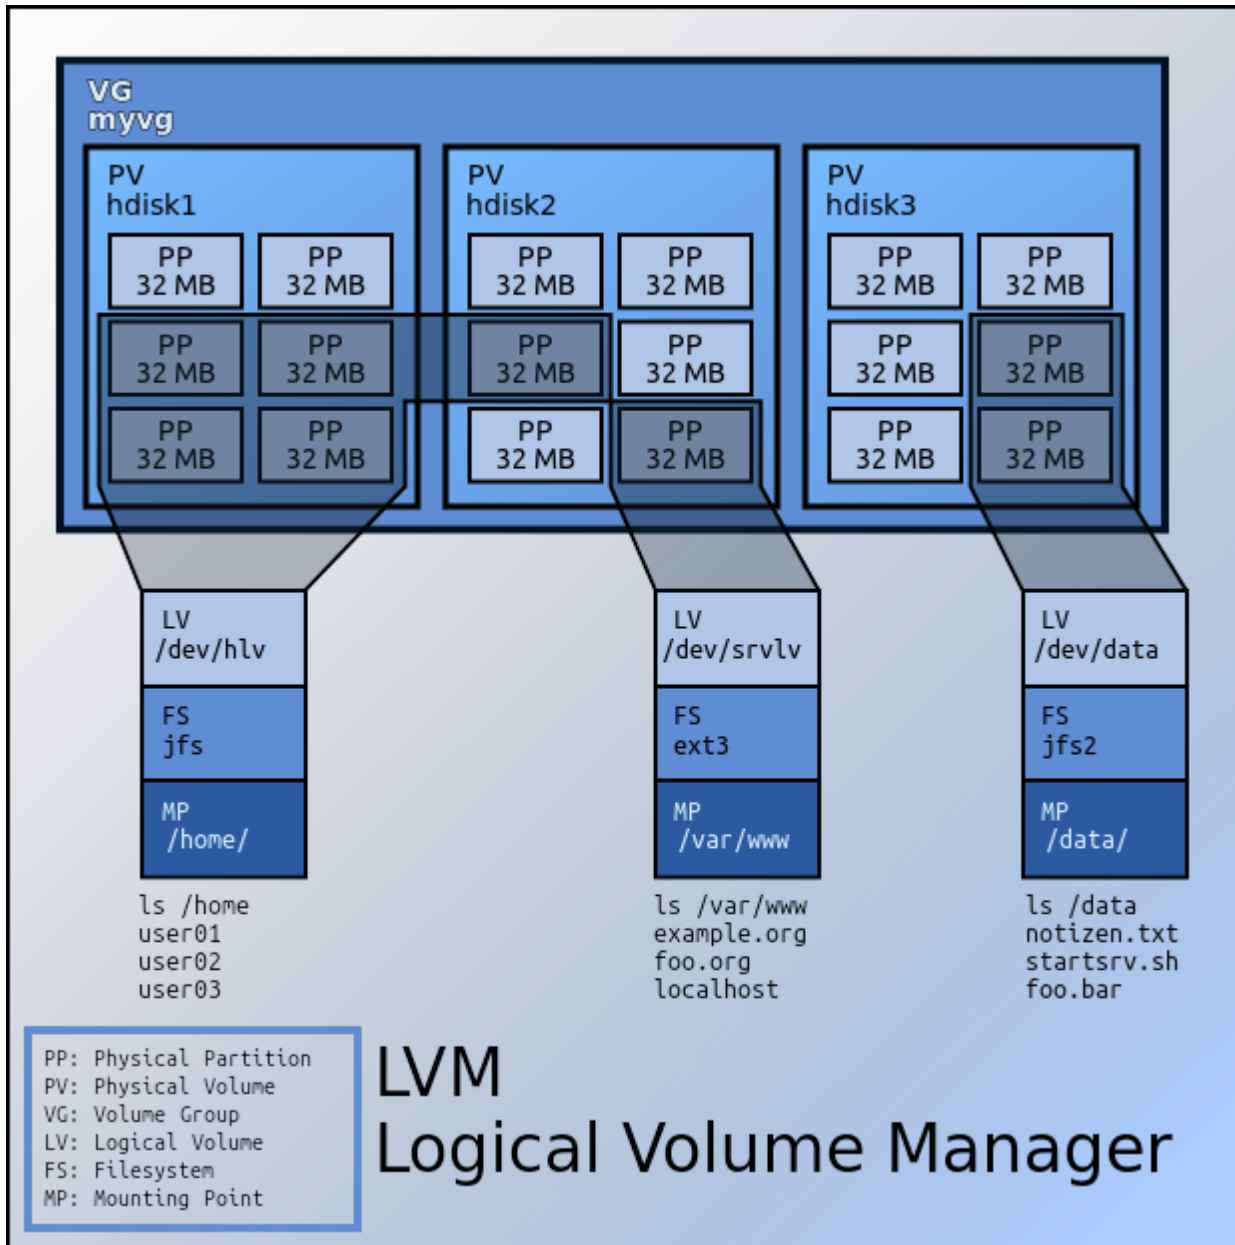 VG
myvg
PV
hdisk1
PP
32 MB
PP
32 MB
PP
32 MB
PP
32 MB
PP
32 MB
PP
32 MB
PV
hdisk2
PP
32 MB
PP
32 MB
PP
32 MB
PP
32 MB
PP
32 MB
PP
32 MB
PV
hdisk3
PP
32 MB
PP
32 MB
PP
32 MB
PP
32 MB
PP
32 MB
PP
32 MB
LV
/dev/hlv
FS
jfs
MP
/home/
ls /home
user01
user02
user03
LV
/dev/srvlv
FS
ext3
MP
/var/www
ls /var/www
example.org
foo.org
localhost
LV
/dev/data
FS
jfs2
MP
/data/
ls /data
notizen.txt
startsrv.sh
foo.bar
PP: Physical Partition
PV: Physical Volume
VG: Volume Group
LV: Logical Volume
FS: Filesystem
MP: Mounting Point
LVM
Logical Volume Manager